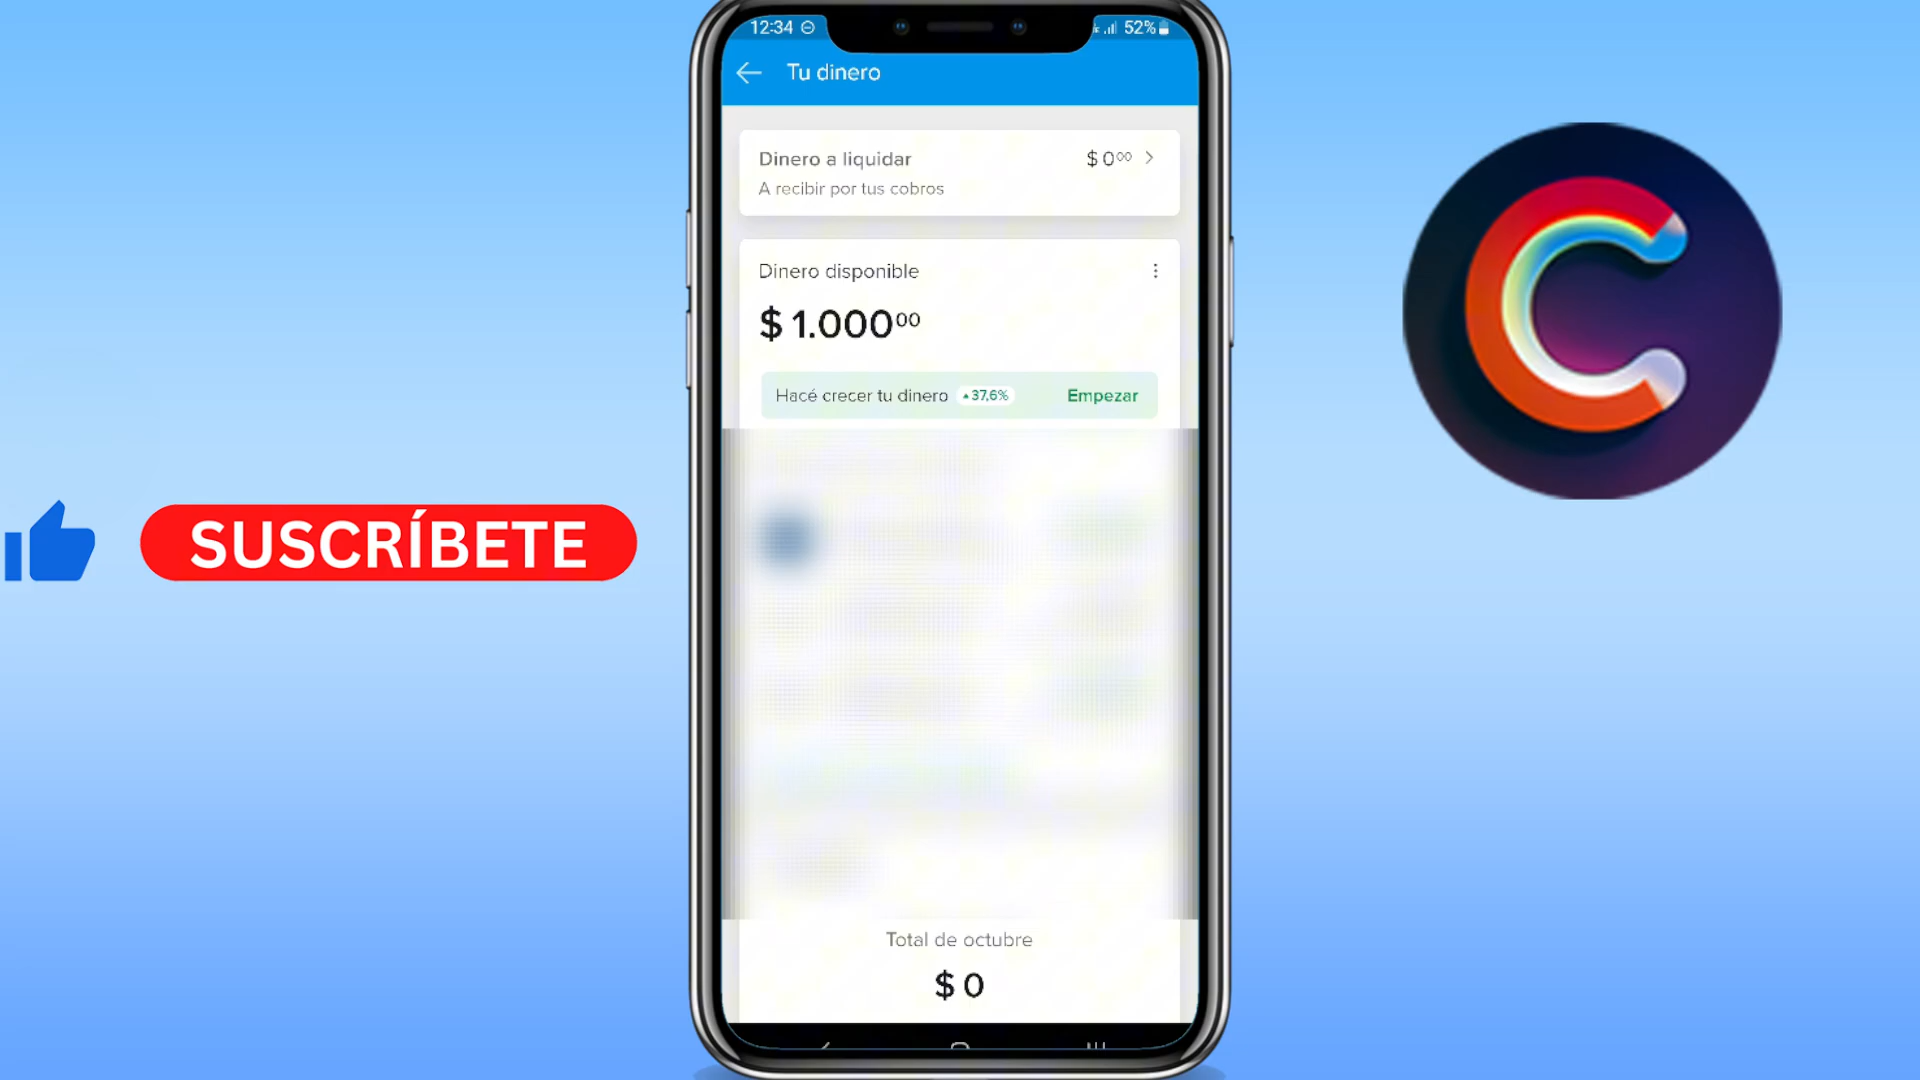 12:34
52%
Tu dinero
Dinero a liquidar
$ 0⁰⁰
A recibir por tus cobros
Dinero disponible
$ 1.000⁰⁰
Hacé crecer tu dinero
37,6%
Empezar
SUSCRÍBETE
Total de octubre
$ 0